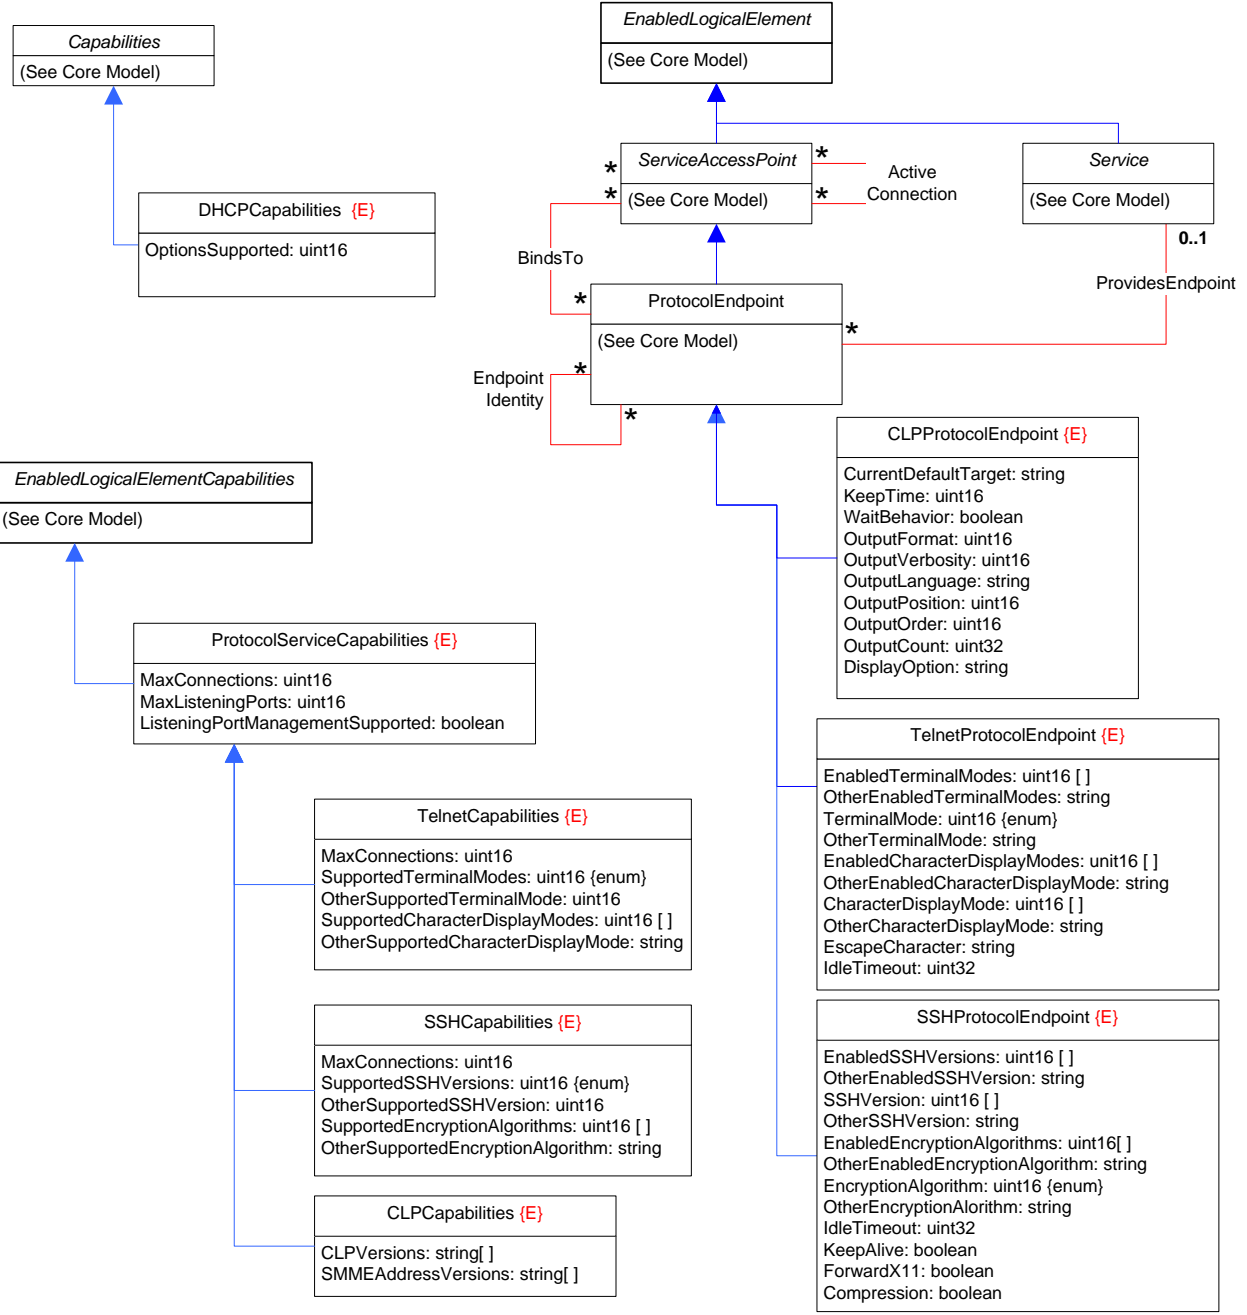 Capabilities
(See Core Model)
EnabledLogicalElement
(See Core Model)
DHCPCapabilities {E}
OptionsSupported: uint16
*
ServiceAccessPoint
*
*
(See Core Model)
*
Active
Connection
Service
(See Core Model)
0..1
BindsTo
ProvidesEndpoint
*
ProtocolEndpoint
*
(See Core Model)
*
Endpoint
Identity
*
CLPProtocolEndpoint {E}
CurrentDefaultTarget: string
KeepTime: uint16
WaitBehavior: boolean
OutputFormat: uint16
OutputVerbosity: uint16
OutputLanguage: string
OutputPosition: uint16
OutputOrder: uint16
OutputCount: uint32
DisplayOption: string
EnabledLogicalElementCapabilities
(See Core Model)
ProtocolServiceCapabilities {E}
MaxConnections: uint16
MaxListeningPorts: uint16
ListeningPortManagementSupported: boolean
TelnetProtocolEndpoint {E}
EnabledTerminalModes: uint16 [ ]
OtherEnabledTerminalModes: string
TerminalMode: uint16 {enum}
OtherTerminalMode: string
EnabledCharacterDisplayModes: unit16 [ ]
OtherEnabledCharacterDisplayMode: string
CharacterDisplayMode: uint16 [ ]
OtherCharacterDisplayMode: string
EscapeCharacter: string
IdleTimeout: uint32
TelnetCapabilities {E}
MaxConnections: uint16
SupportedTerminalModes: uint16 {enum}
OtherSupportedTerminalMode: uint16
SupportedCharacterDisplayModes: uint16 [ ]
OtherSupportedCharacterDisplayMode: string
SSHCapabilities {E}
MaxConnections: uint16
SupportedSSHVersions: uint16 {enum}
OtherSupportedSSHVersion: uint16
SupportedEncryptionAlgorithms: uint16 [ ]
OtherSupportedEncryptionAlgorithm: string
SSHProtocolEndpoint {E}
EnabledSSHVersions: uint16 [ ]
OtherEnabledSSHVersion: string
SSHVersion: uint16 [ ]
OtherSSHVersion: string
EnabledEncryptionAlgorithms: uint16[ ]
OtherEnabledEncryptionAlgorithm: string
EncryptionAlgorithm: uint16 {enum}
OtherEncryptionAlorithm: string
IdleTimeout: uint32
KeepAlive: boolean
ForwardX11: boolean
Compression: boolean
CLPCapabilities {E}
CLPVersions: string[ ]
SMMEAddressVersions: string[ ]